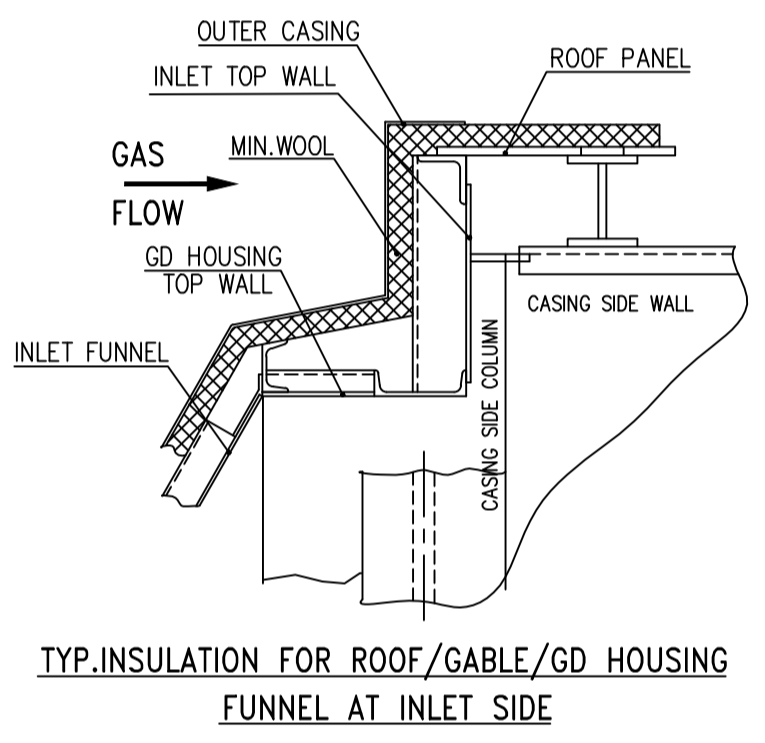 OUTER CASING
INLET TOP WALL
ROOF PANEL
GAS
FLOW
MIN.WOOL
GD HOUSING
TOP WALL
INLET FUNNEL
CASING SIDE WALL
CASING SIDE COLUMN
TYP.INSULATION FOR ROOF/GABLE/GD HOUSING
FUNNEL AT INLET SIDE